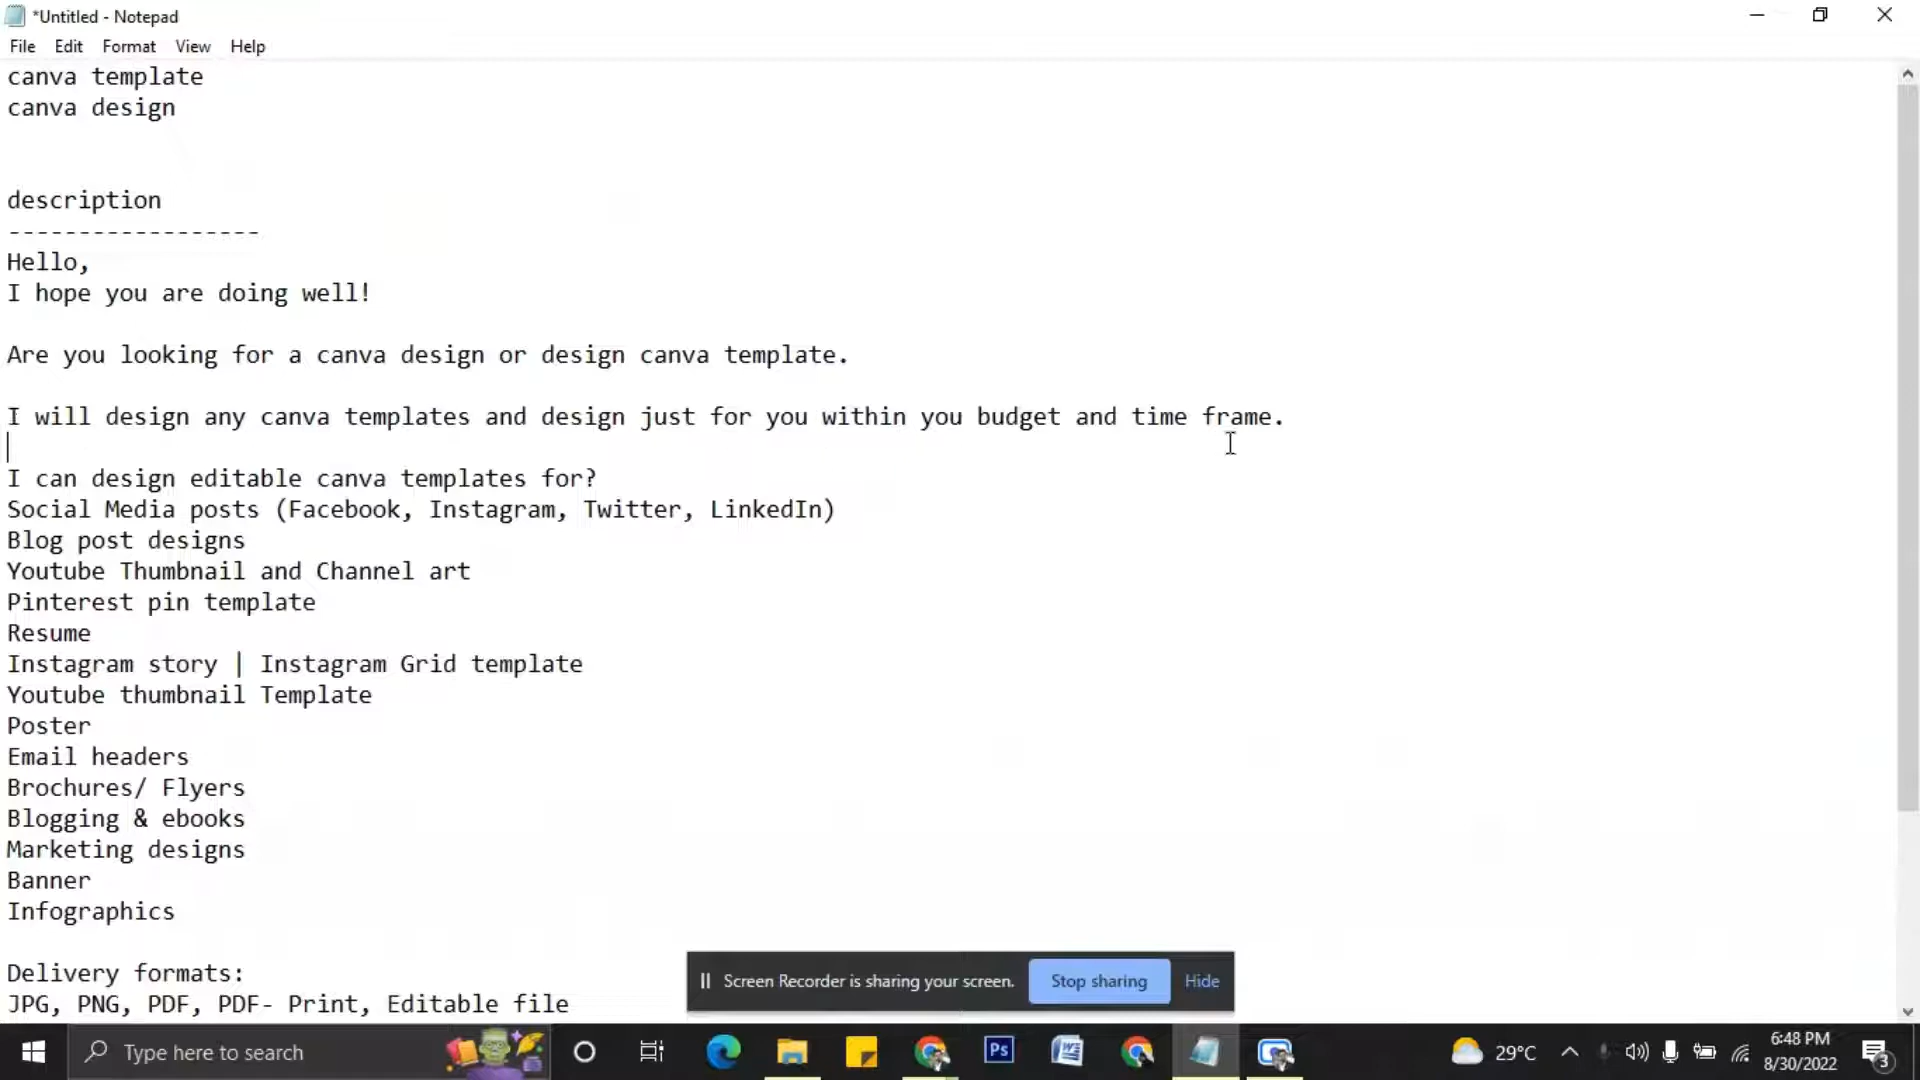 *Untitled - Notepad
File Edit Format View Help
canva template
canva design
description
------------------
Hello,
I hope you are doing well!
Are you looking for a canva design or design canva template.
I will design any canva templates and design just for you within you budget and time frame.
I can design editable canva templates for?
Social Media posts (Facebook, Instagram, Twitter, LinkedIn)
Blog post designs
Youtube Thumbnail and Channel art
Pinterest pin template
Resume
Instagram story | Instagram Grid template
Youtube thumbnail Template
Poster
Email headers
Brochures/ Flyers
Blogging & ebooks
Marketing designs
Banner
Infographics
Delivery formats:
JPG, PNG, PDF, PDF- Print, Editable file
Screen Recorder is sharing your screen. Stop sharing Hide
Type here to search
Ps
29°C
6:48 PM
8/30/2022
3